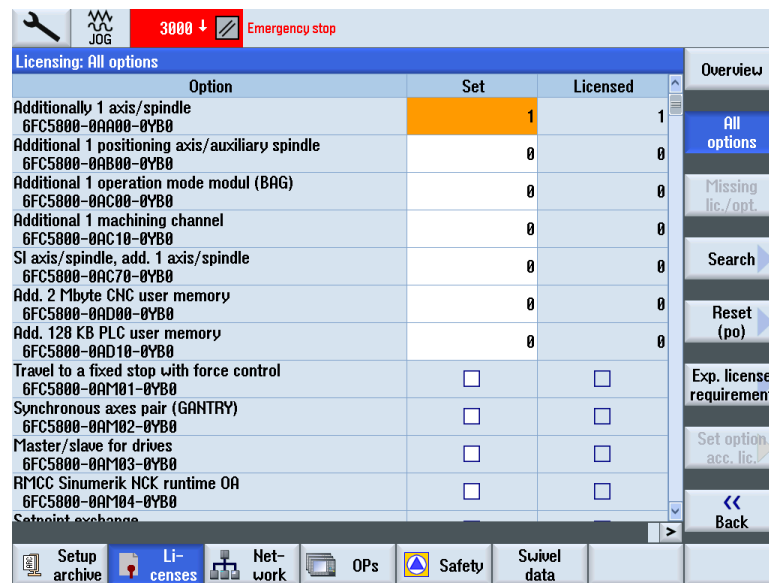 JOG
3000 ↓ Emergency stop
Licensing: All options
Option Set Licensed
Additionally 1 axis/spindle
6FC5800-0AA00-0YB0 1 1
Additional 1 positioning axis/auxiliary spindle
6FC5800-0AB00-0YB0 0 0
Additional 1 operation mode modul (BAG)
6FC5800-0AC00-0YB0 0 0
Additional 1 machining channel
6FC5800-0AC10-0YB0 0 0
SI axis/spindle, add. 1 axis/spindle
6FC5800-0AC70-0YB0 0 0
Add. 2 Mbyte CNC user memory
6FC5800-0AD00-0YB0 0 0
Add. 128 KB PLC user memory
6FC5800-0AD10-0YB0 0 0
Travel to a fixed stop with force control
6FC5800-0AM01-0YB0
Synchronous axes pair (GANTRY)
6FC5800-0AM02-0YB0
Master/slave for drives
6FC5800-0AM03-0YB0
RMCC Sinumerik NCK runtime OA
6FC5800-0AM04-0YB0
Setpoint exchange
Overview
All
options
Missing
lic./opt.
Search
Reset
(po)
Exp. license
requirement
Set option
acc. lic.
<<
Back
Setup
archive
Li-
censes
Net-
work
OPs
Safety
Swivel
data